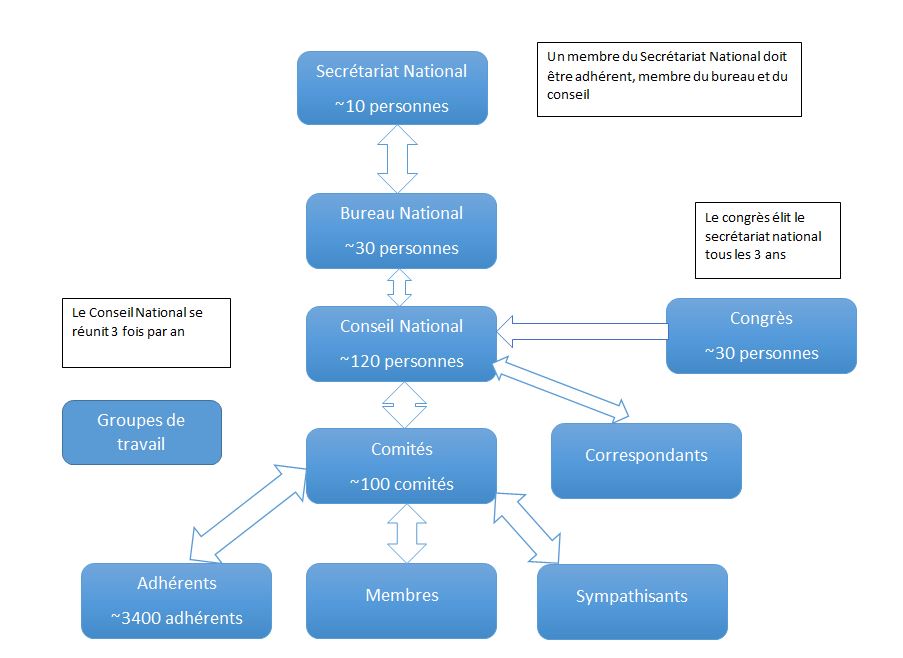 Secrétariat National
~10 personnes
Un membre du Secrétariat National doit
être adhérent, membre du bureau et du
conseil
Bureau National
~30 personnes
Le congrès élit le
secrétariat national
tous les 3 ans
Le Conseil National se
réunit 3 fois par an
Conseil National
~120 personnes
Congrès
~30 personnes
Groupes de
travail
Comités
~100 comités
Correspondants
Adhérents
~3400 adhérents
Membres
Sympathisants